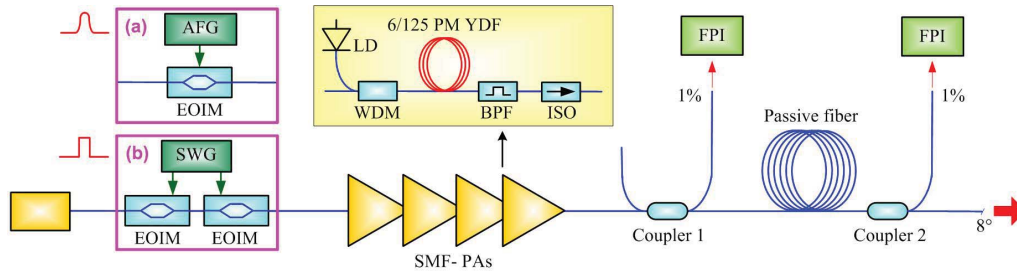 (a)
AFG
EOIM
(b)
SWG
EOIM
EOIM
6/125 PM YDF
LD
WDM
BPF
ISO
SMF- PAs
FPI
1%
Coupler 1
Passive fiber
FPI
1%
Coupler 2
8°